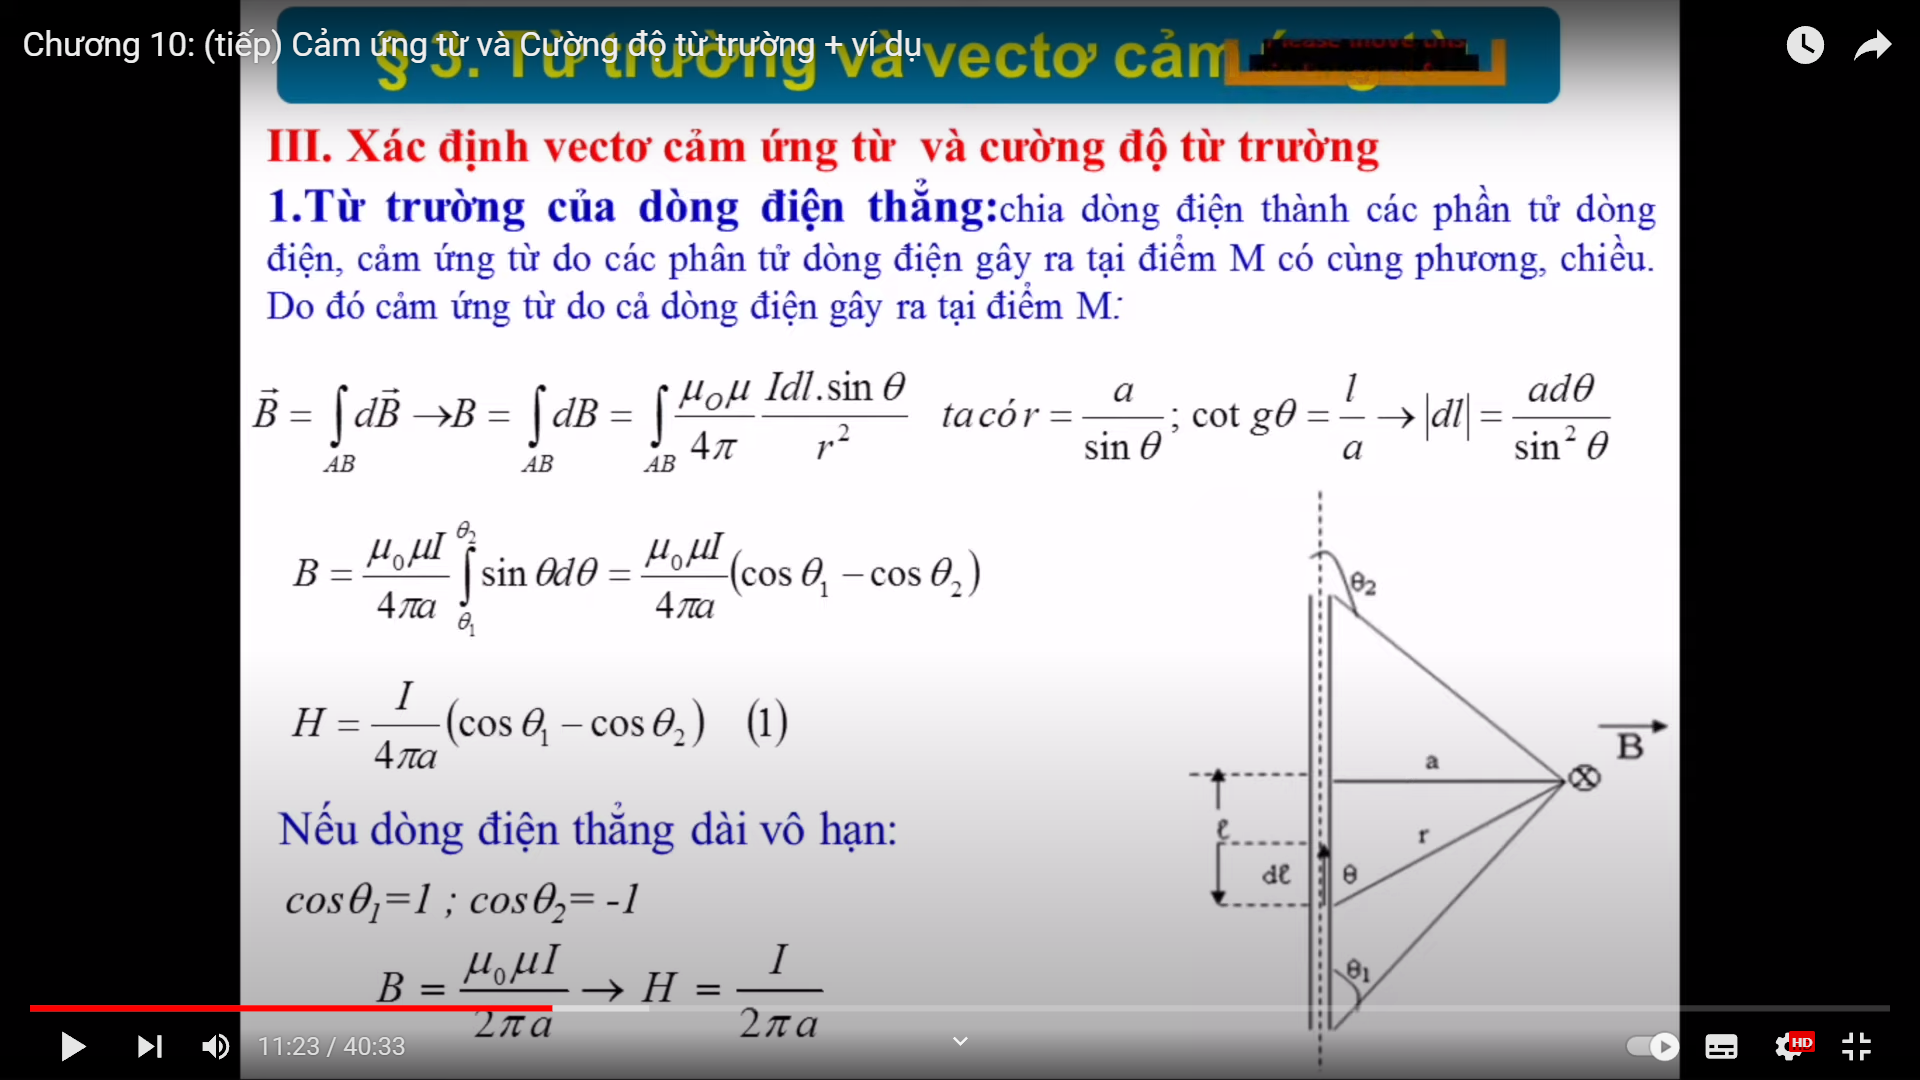 Chương 10: (tiếp) Cảm ứng từ và Cường độ từ trường + ví dụ
§ 3. Từ trường và vectơ cảm
III. Xác định vectơ cảm ứng từ và cường độ từ trường
1.Từ trường của dòng điện thẳng:chia dòng điện thành các phần tử dòng
điện, cảm ứng từ do các phân tử dòng điện gây ra tại điểm M có cùng phương, chiều.
Do đó cảm ứng từ do cả dòng điện gây ra tại điểm M:
$\vec{B} = \int_{AB} d\vec{B} \rightarrow B = \int_{AB} dB = \int_{AB} \frac{\mu_O \mu}{4\pi} \frac{Idl.\sin\theta}{r^2}$ ta có $r = \frac{a}{\sin\theta}$; $\cot g\theta = \frac{l}{a} \rightarrow |dl| = \frac{ad\theta}{\sin^2\theta}$
$B = \frac{\mu_0 \mu I}{4\pi a} \int_{\theta_1}^{\theta_2} \sin\theta d\theta = \frac{\mu_0 \mu I}{4\pi a} (\cos\theta_1 - \cos\theta_2)$
$H = \frac{I}{4\pi a} (\cos\theta_1 - \cos\theta_2)$ (1)
Nếu dòng điện thẳng dài vô hạn:
$\cos\theta_1=1 ; \cos\theta_2= -1$
$B = \frac{\mu_0 \mu I}{2\pi a} \rightarrow H = \frac{I}{2\pi a}$
θ2
B
a
ℓ
r
dℓ
θ
θ1
11:23 / 40:33
HD